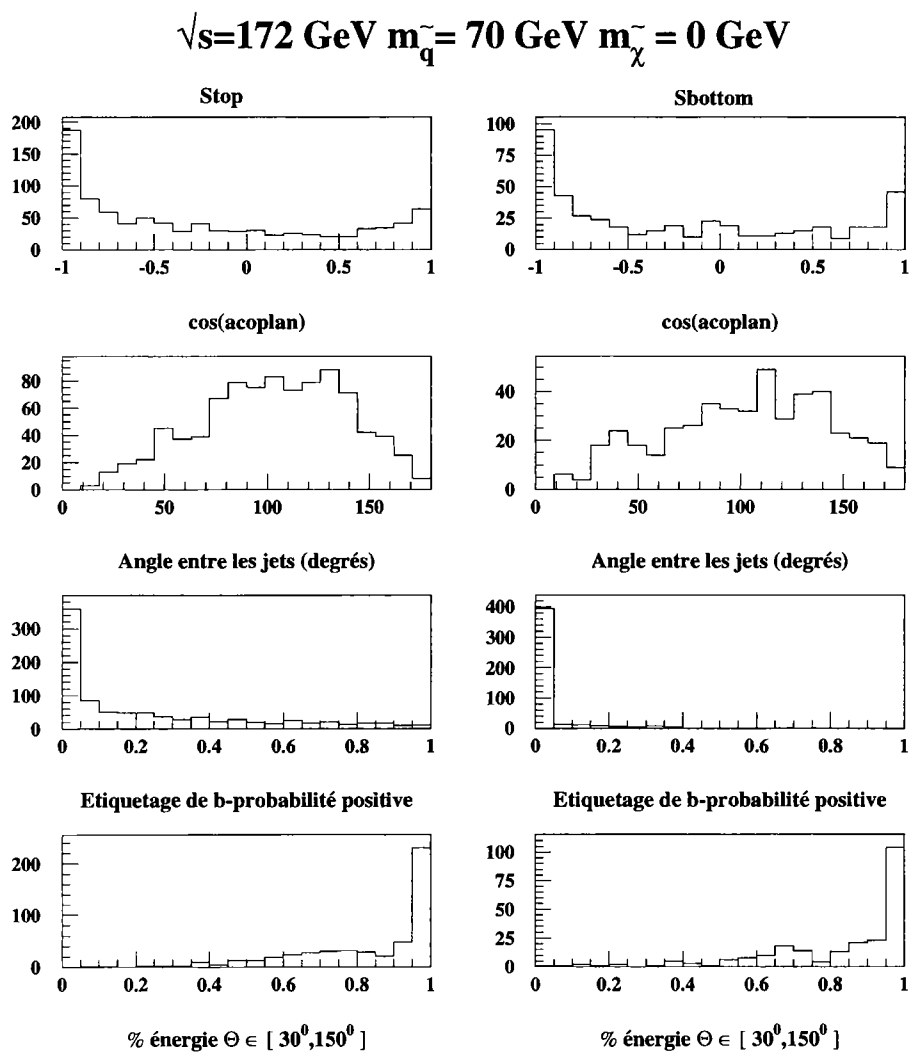 √s=172 GeV m_q̃= 70 GeV m_χ̃ = 0 GeV
Stop
Sbottom
200
150
100
50
0
-1 -0.5 0 0.5 1
100
75
50
25
0
-1 -0.5 0 0.5 1
cos(acoplan)
cos(acoplan)
80
60
40
20
0
0 50 100 150
40
20
0
0 50 100 150
Angle entre les jets (degrés)
Angle entre les jets (degrés)
300
200
100
0
0 0.2 0.4 0.6 0.8 1
400
300
200
100
0
0 0.2 0.4 0.6 0.8 1
Etiquetage de b-probabilité positive
Etiquetage de b-probabilité positive
200
100
0
0 0.2 0.4 0.6 0.8 1
100
75
50
25
0
0 0.2 0.4 0.6 0.8 1
% énergie Θ ∈ [ 30⁰,150⁰ ]
% énergie Θ ∈ [ 30⁰,150⁰ ]